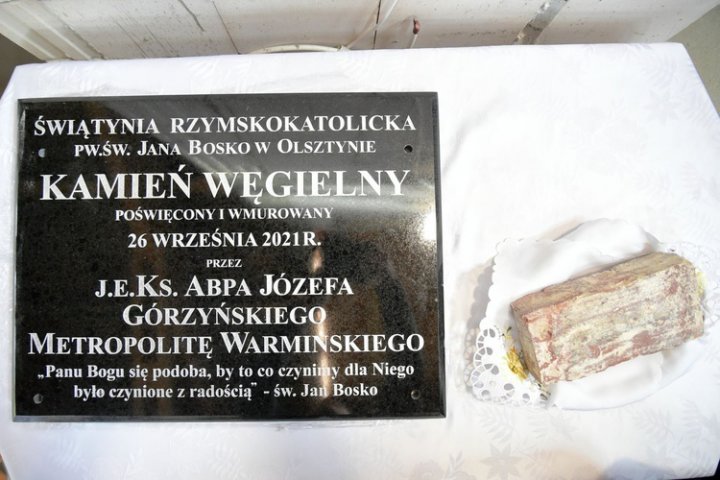 ŚWIĄTYNIA RZYMSKOKATOLICKA
PW.ŚW. JANA BOSKO W OLSZTYNIE
KAMIEŃ WĘGIELNY
POŚWIĘCONY I WMUROWANY
26 WRZEŚNIA 2021R.
PRZEZ
J.E.KS. ABPA JÓZEFA
GÓRZYŃSKIEGO
METROPOLITĘ WARMIŃSKIEGO
„Panu Bogu się podoba, by to co czynimy dla Niego
było czynione z radością” - św. Jan Bosko